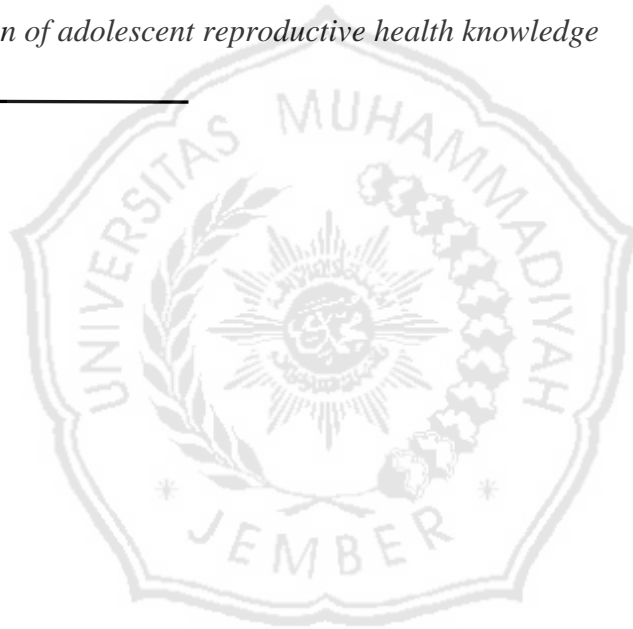 n of adolescent reproductive health knowledge
UNIVERSITAS MUHAMMADIYAH
JEMBER